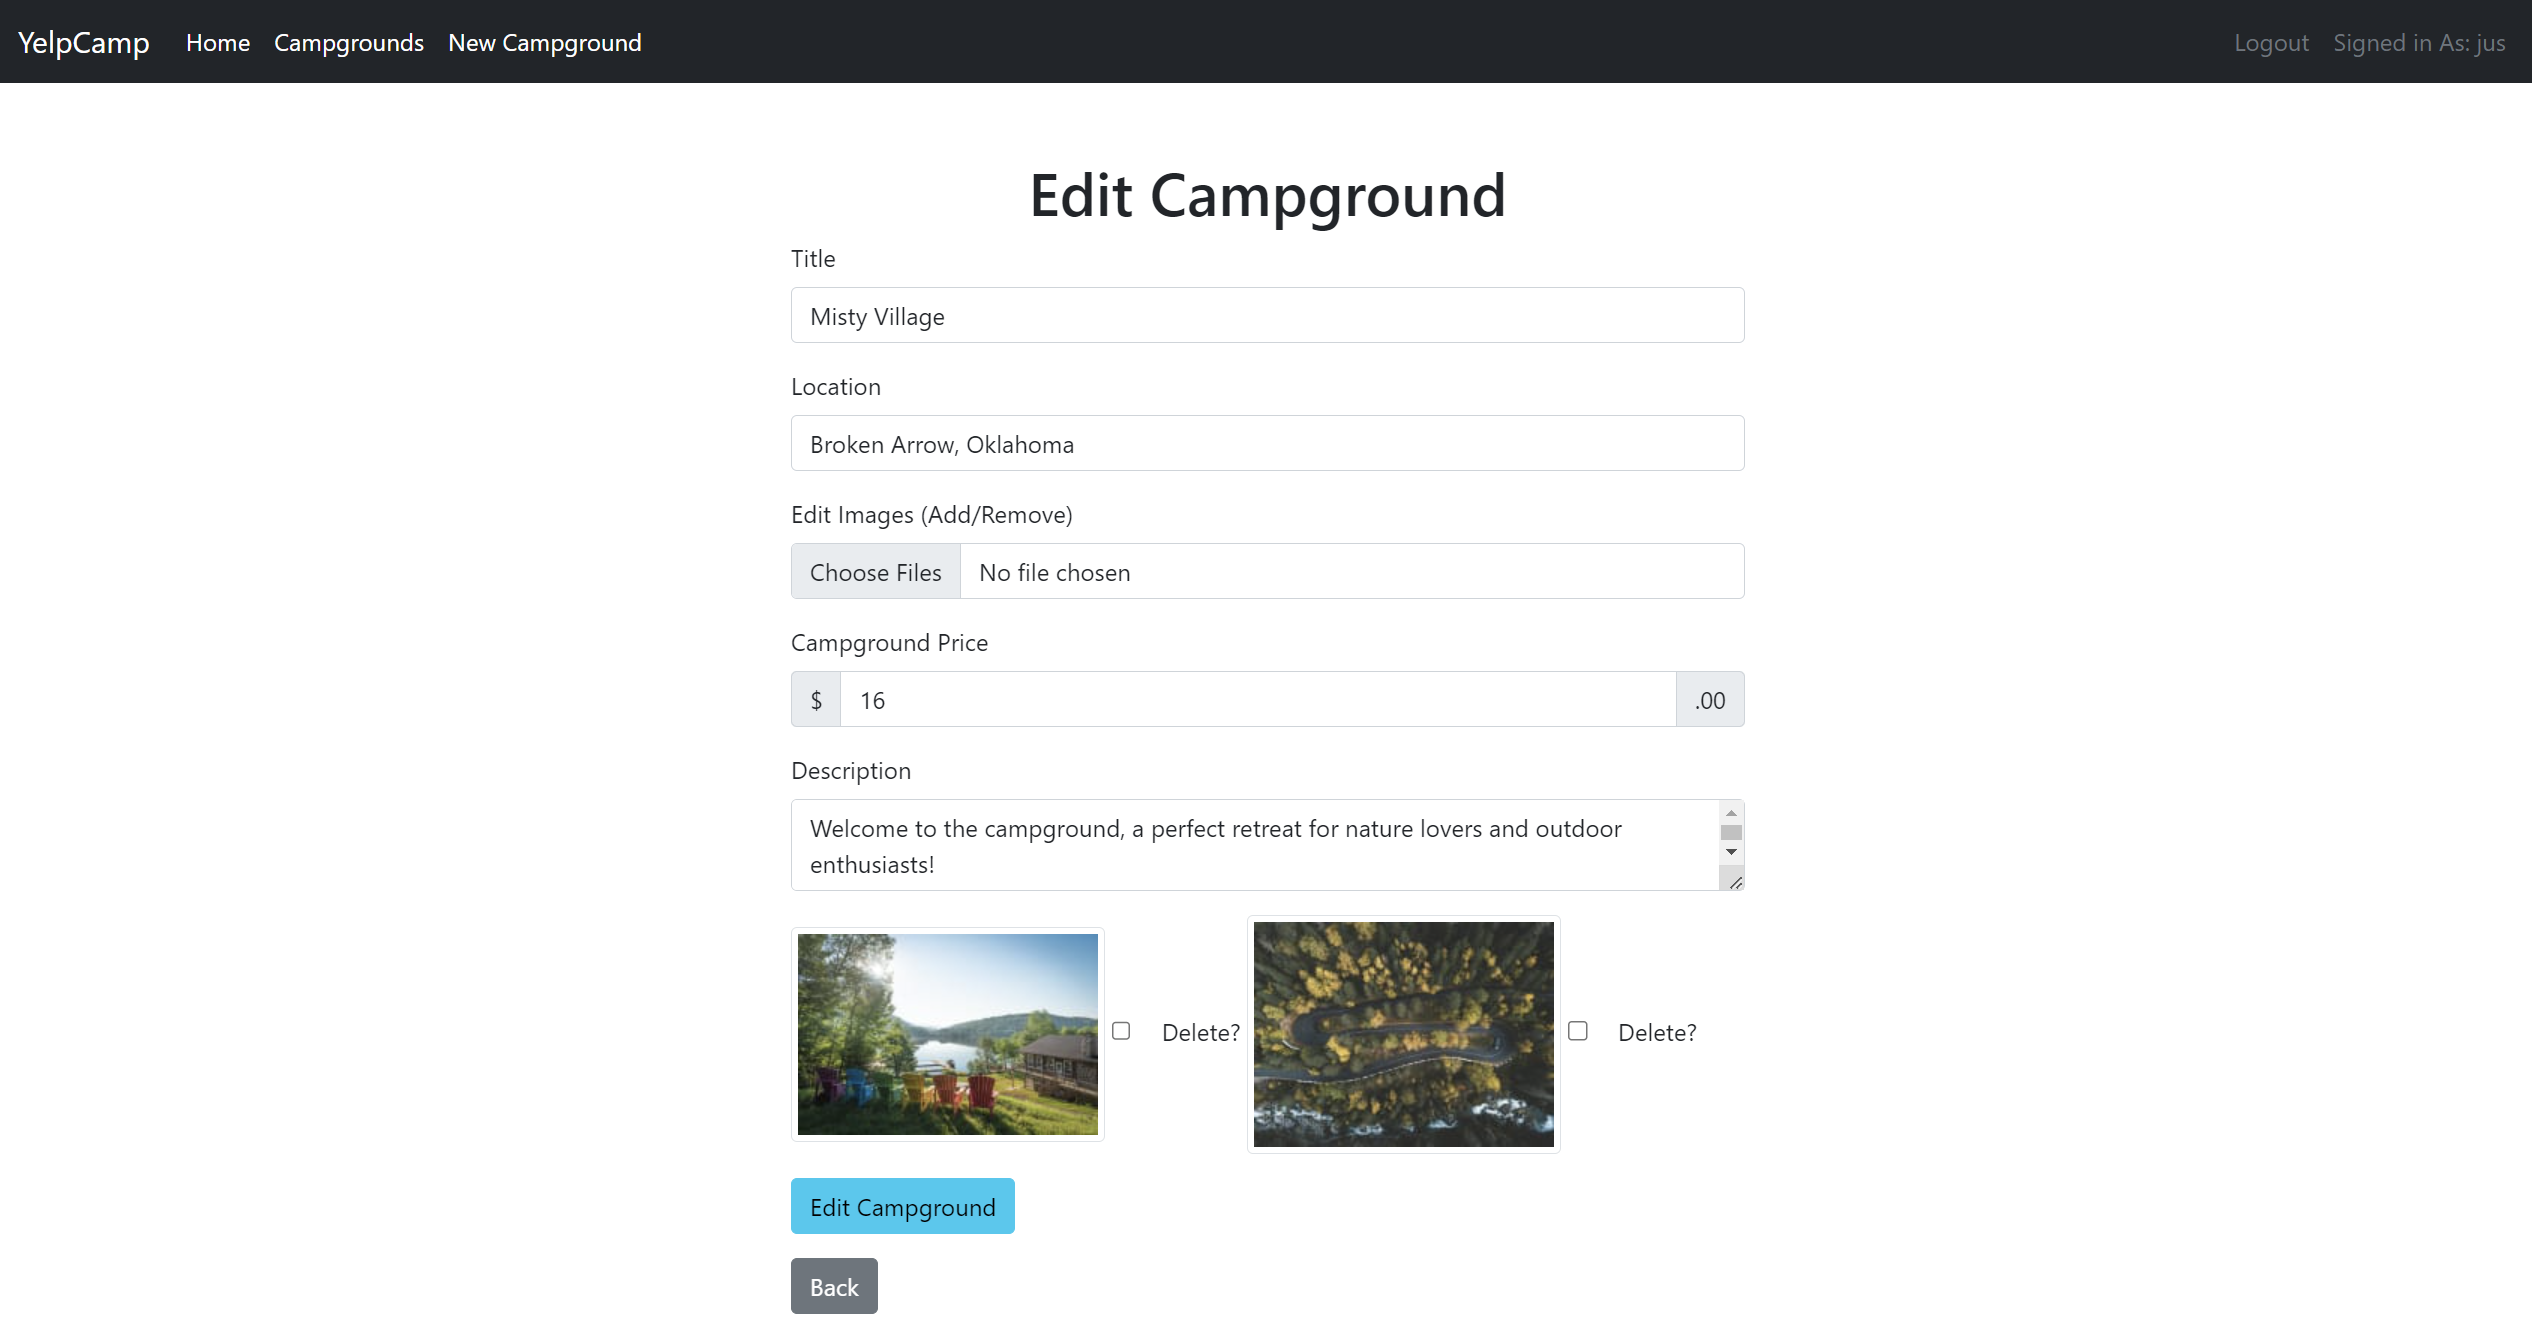 YelpCamp Home Campgrounds New Campground Logout Signed in As: jus
Edit Campground
Title
Misty Village
Location
Broken Arrow, Oklahoma
Edit Images (Add/Remove)
Choose Files No file chosen
Campground Price
$ 16 .00
Description
Welcome to the campground, a perfect retreat for nature lovers and outdoor
enthusiasts!
Delete? Delete?
Edit Campground
Back